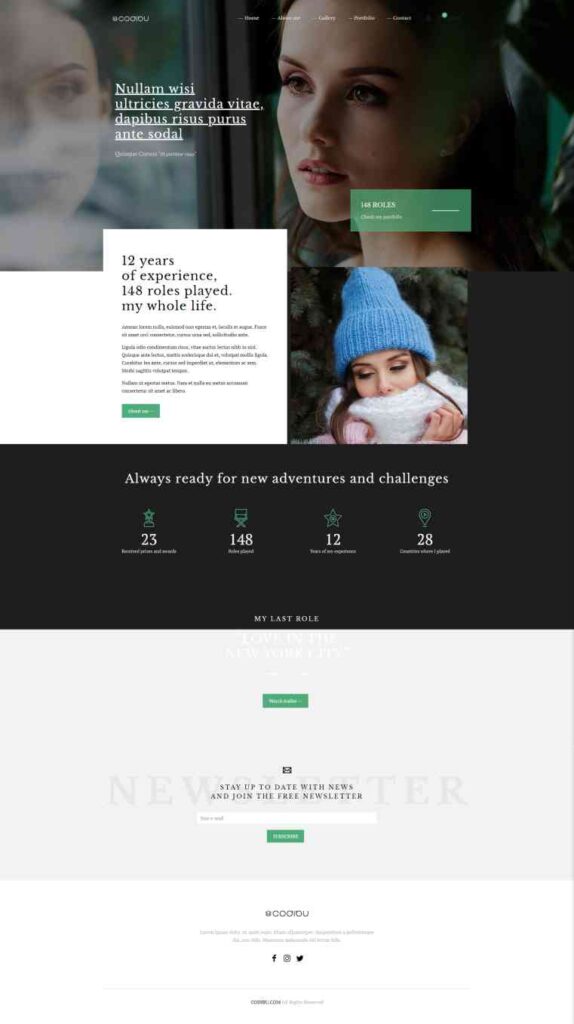 CODIBU
— Home — About me — Gallery — Portfolio — Contact
Nullam wisi
ultricies gravida vitae,
dapibus risus purus
ante sodal
Quisque Cursus
148 ROLES
Check my portfolio
12 years
of experience,
148 roles played.
my whole life.
Aenean lorem nulla, euismod non egestas et, iaculis et augue. Fusce
sit amet orci consectetur, cursus urna sed, sollicitudin ante.
Ligula odio condimentum risus, vitae auctor lectus nibh in nisl.
Quisque ante lectus, mattis scelerisque dui et, volutpat mollis ligula.
Curabitur leo ante, cursus sed imperdiet ut, elementum ac sem.
Morbi sagittis volutpat tempus.
Nullam ut egestas metus. Nam et nulla eu metus accumsan
consectetur sit amet ac libero.
About me —
Always ready for new adventures and challenges
23 148 12 28
Received prizes and awards Roles played Years of my experience Countries where I played
MY LAST ROLE
"LOVE IN THE
NEW YORK CITY"
Watch trailer —
NEWSLETTER
STAY UP TO DATE WITH NEWS
AND JOIN THE FREE NEWSLETTER
Your e-mail
SUBSCRIBE
CODIBU
Lorem ipsum dolor sit amet
CODIBU.COM All Rights Reserved